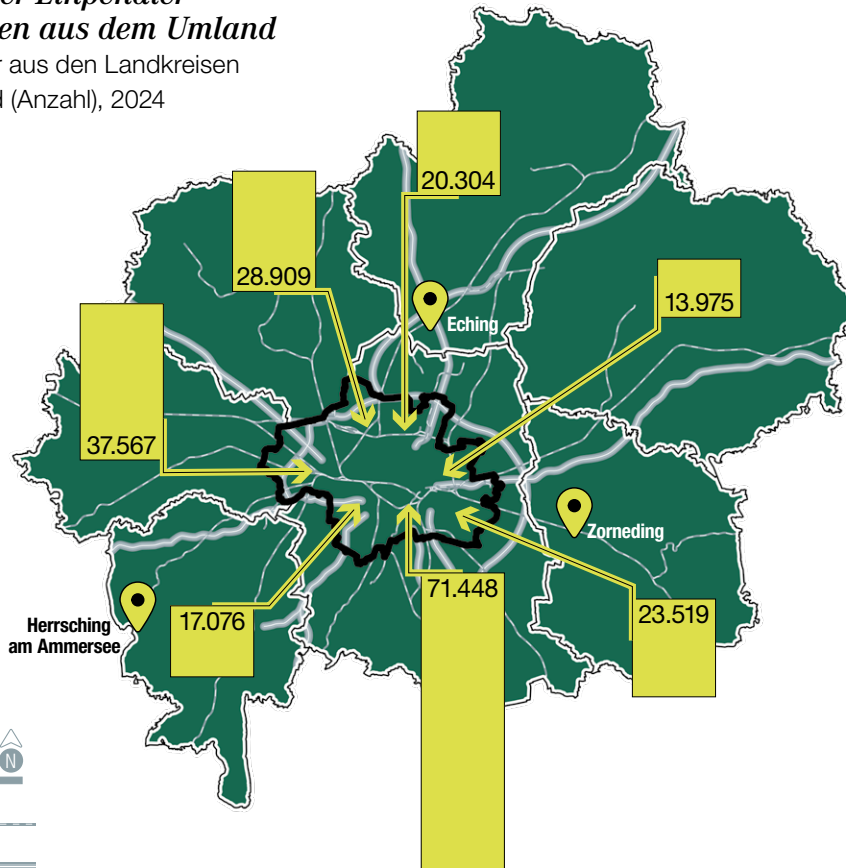 en aus dem Umland
aus den Landkreisen
(Anzahl), 2024
20.304
28.909
13.975
Eching
37.567
Zorneding
71.448
23.519
17.076
Herrsching
am Ammersee
N